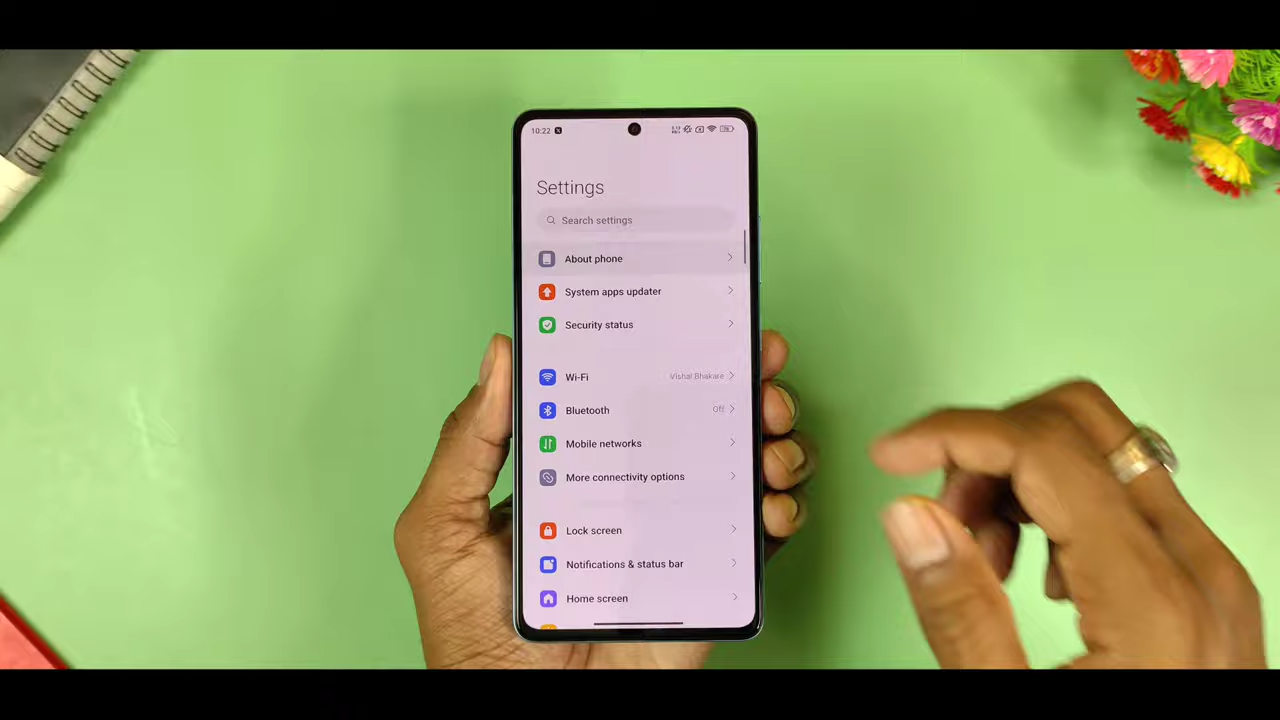 10:22
Settings
Search settings
About phone
System apps updater
Security status
Wi-Fi Vishal Bhakare
Bluetooth Off
Mobile networks
More connectivity options
Lock screen
Notifications & status bar
Home screen